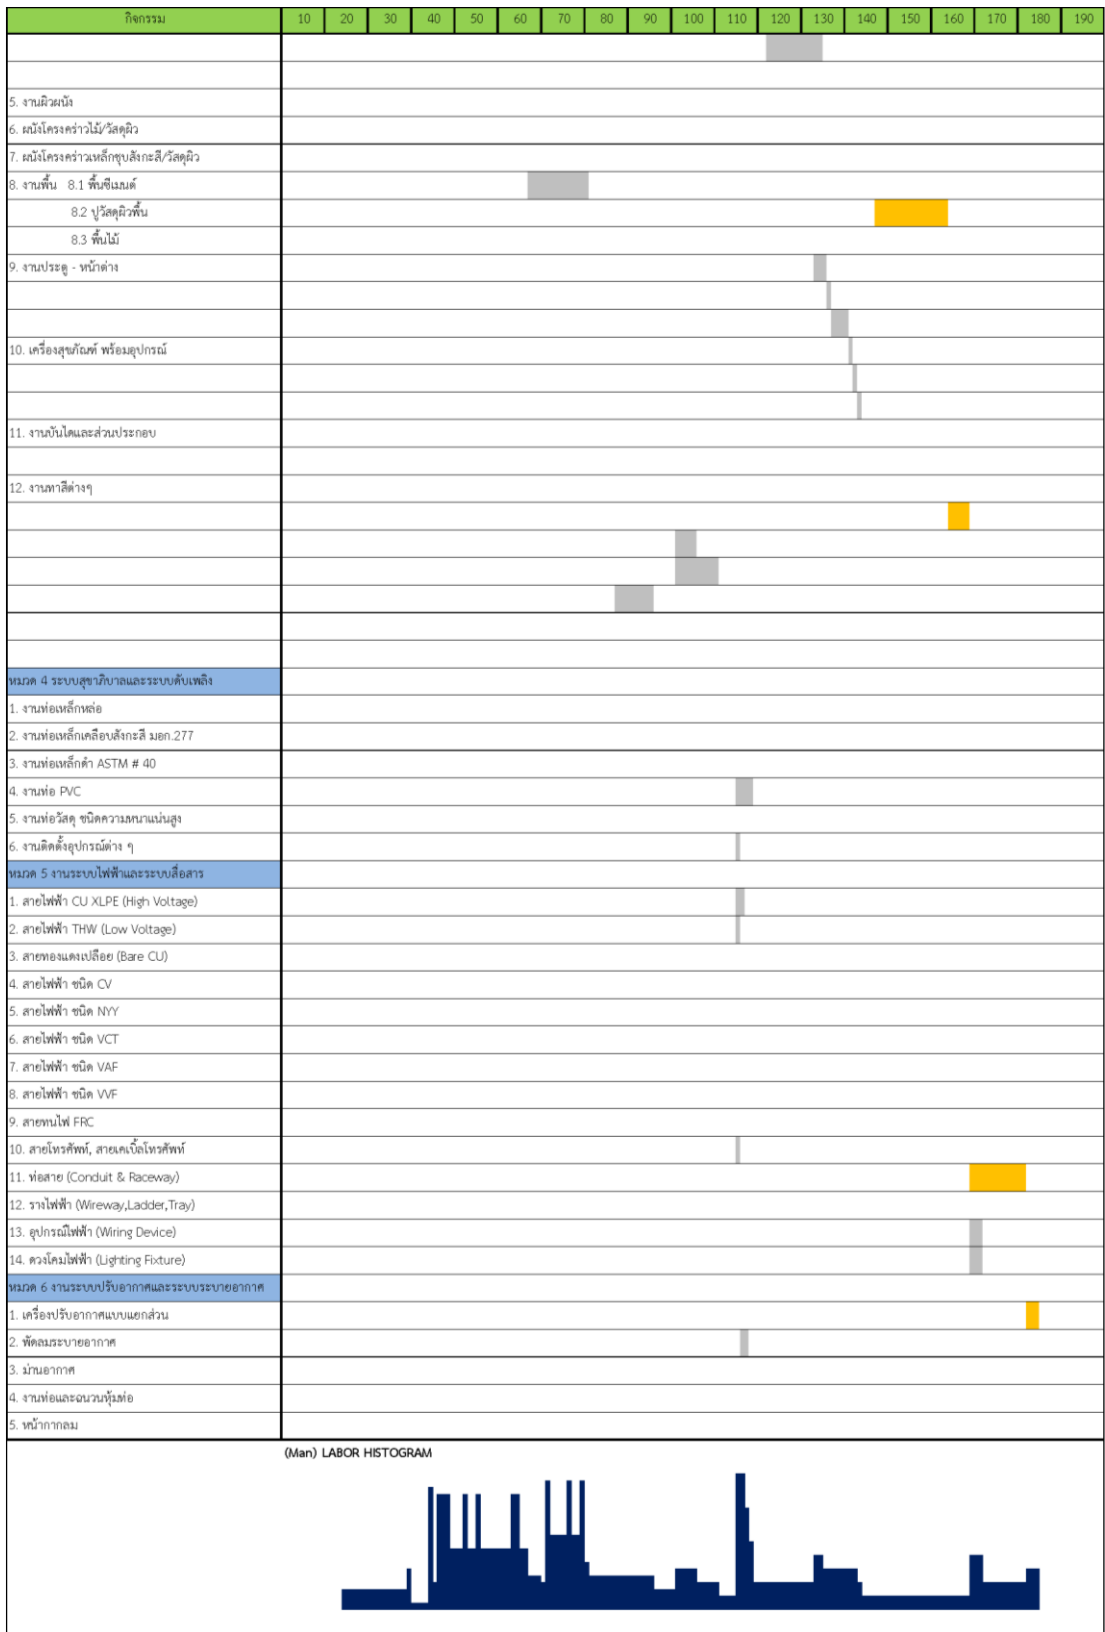 กิจกรรม 10 20 30 40 50 60 70 80 90 100 110 120 130 140 150 160 170 180 190
5. งานผิวผนัง
6. ผนังโครงคร่าวไม้/วัสดุผิว
7. ผนังโครงคร่าวเหล็กชุบสังกะสี/วัสดุผิว
8. งานพื้น 8.1 พื้นซีเมนต์
8.2 ปูวัสดุผิวพื้น
8.3 พื้นไม้
9. งานประตู - หน้าต่าง
10. เครื่องสุขภัณฑ์ พร้อมอุปกรณ์
11. งานบันไดและส่วนประกอบ
12. งานทาสีต่างๆ
หมวด 4 ระบบสุขาภิบาลและระบบดับเพลิง
1. งานท่อเหล็กหล่อ
2. งานท่อเหล็กเคลือบสังกะสี มอก.277
3. งานท่อเหล็กดำ ASTM # 40
4. งานท่อ PVC
5. งานท่อวัสดุ ชนิดความหนาแน่นสูง
6. งานติดตั้งอุปกรณ์ต่าง ๆ
หมวด 5 งานระบบไฟฟ้าและระบบสื่อสาร
1. สายไฟฟ้า CU XLPE (High Voltage)
2. สายไฟฟ้า THW (Low Voltage)
3. สายทองแดงเปลือย (Bare CU)
4. สายไฟฟ้า ชนิด CV
5. สายไฟฟ้า ชนิด NYY
6. สายไฟฟ้า ชนิด VCT
7. สายไฟฟ้า ชนิด VAF
8. สายไฟฟ้า ชนิด VVF
9. สายทนไฟ FRC
10. สายโทรศัพท์, สายเคเบิ้ลโทรศัพท์
11. ท่อสาย (Conduit & Raceway)
12. รางไฟฟ้า (Wireway,Ladder,Tray)
13. อุปกรณ์ไฟฟ้า (Wiring Device)
14. ดวงโคมไฟฟ้า (Lighting Fixture)
หมวด 6 งานระบบปรับอากาศและระบบระบายอากาศ
1. เครื่องปรับอากาศแบบแยกส่วน
2. พัดลมระบายอากาศ
3. ม่านอากาศ
4. งานท่อและฉนวนหุ้มท่อ
5. หน้ากากลม
(Man) LABOR HISTOGRAM